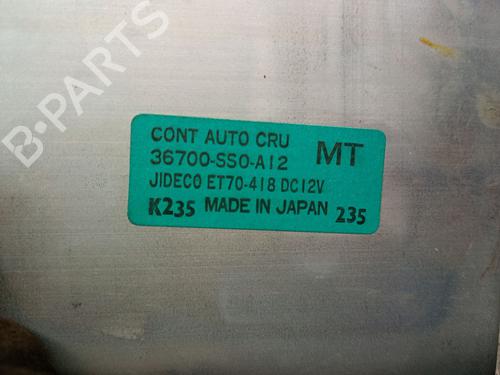 B-PARTS
CONT AUTO CRU
36700-SS0-A12 MT
JIDECO ET70-418 DC12V
K235 MADE IN JAPAN 235